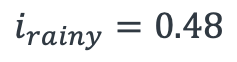 i_rainy = 0.48